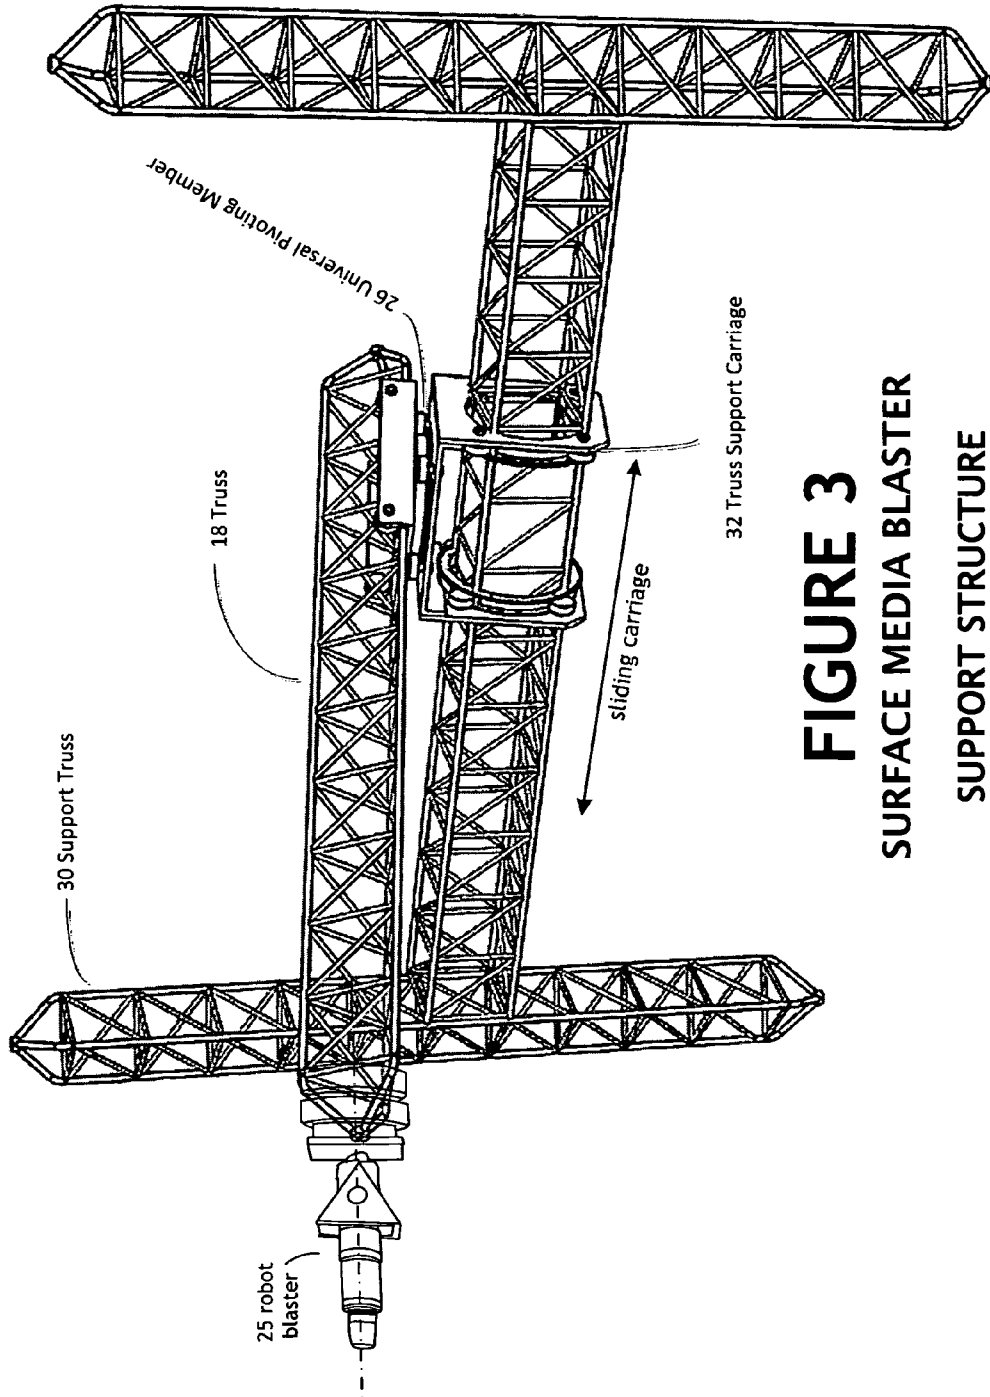 30 Support Truss
18 Truss
26 Universal Pivoting Member
25 robot
blaster
sliding carriage
32 Truss Support Carriage
FIGURE 3
SURFACE MEDIA BLASTER
SUPPORT STRUCTURE